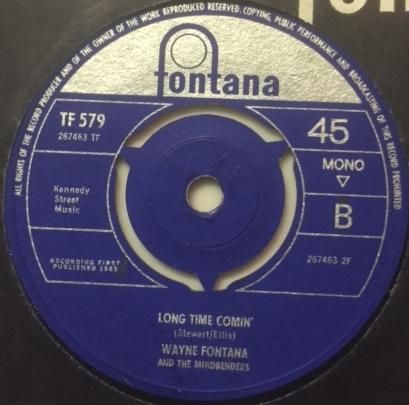 ALL RIGHTS OF THE RECORD PRODUCER AND OF THE OWNER OF THE WORK REPRODUCED RESERVED. COPYING, PUBLIC PERFORMANCE AND BROADCASTING OF THIS RECORD PROHIBITED
fontana
TF 579
267463 TF
45
MONO
B
Kennedy
Street
Music
RECORDING FIRST
PUBLISHED 1965
267463 2F
LONG TIME COMIN'
(Stewart/Ellis)
WAYNE FONTANA
AND THE MINDBENDERS